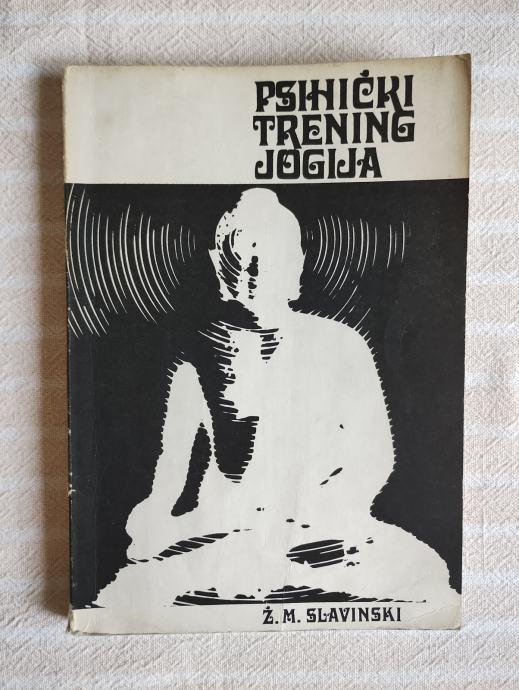 PSIHIČKI
TRENING
JOGIJA
Ž. M. SLAVINSKI